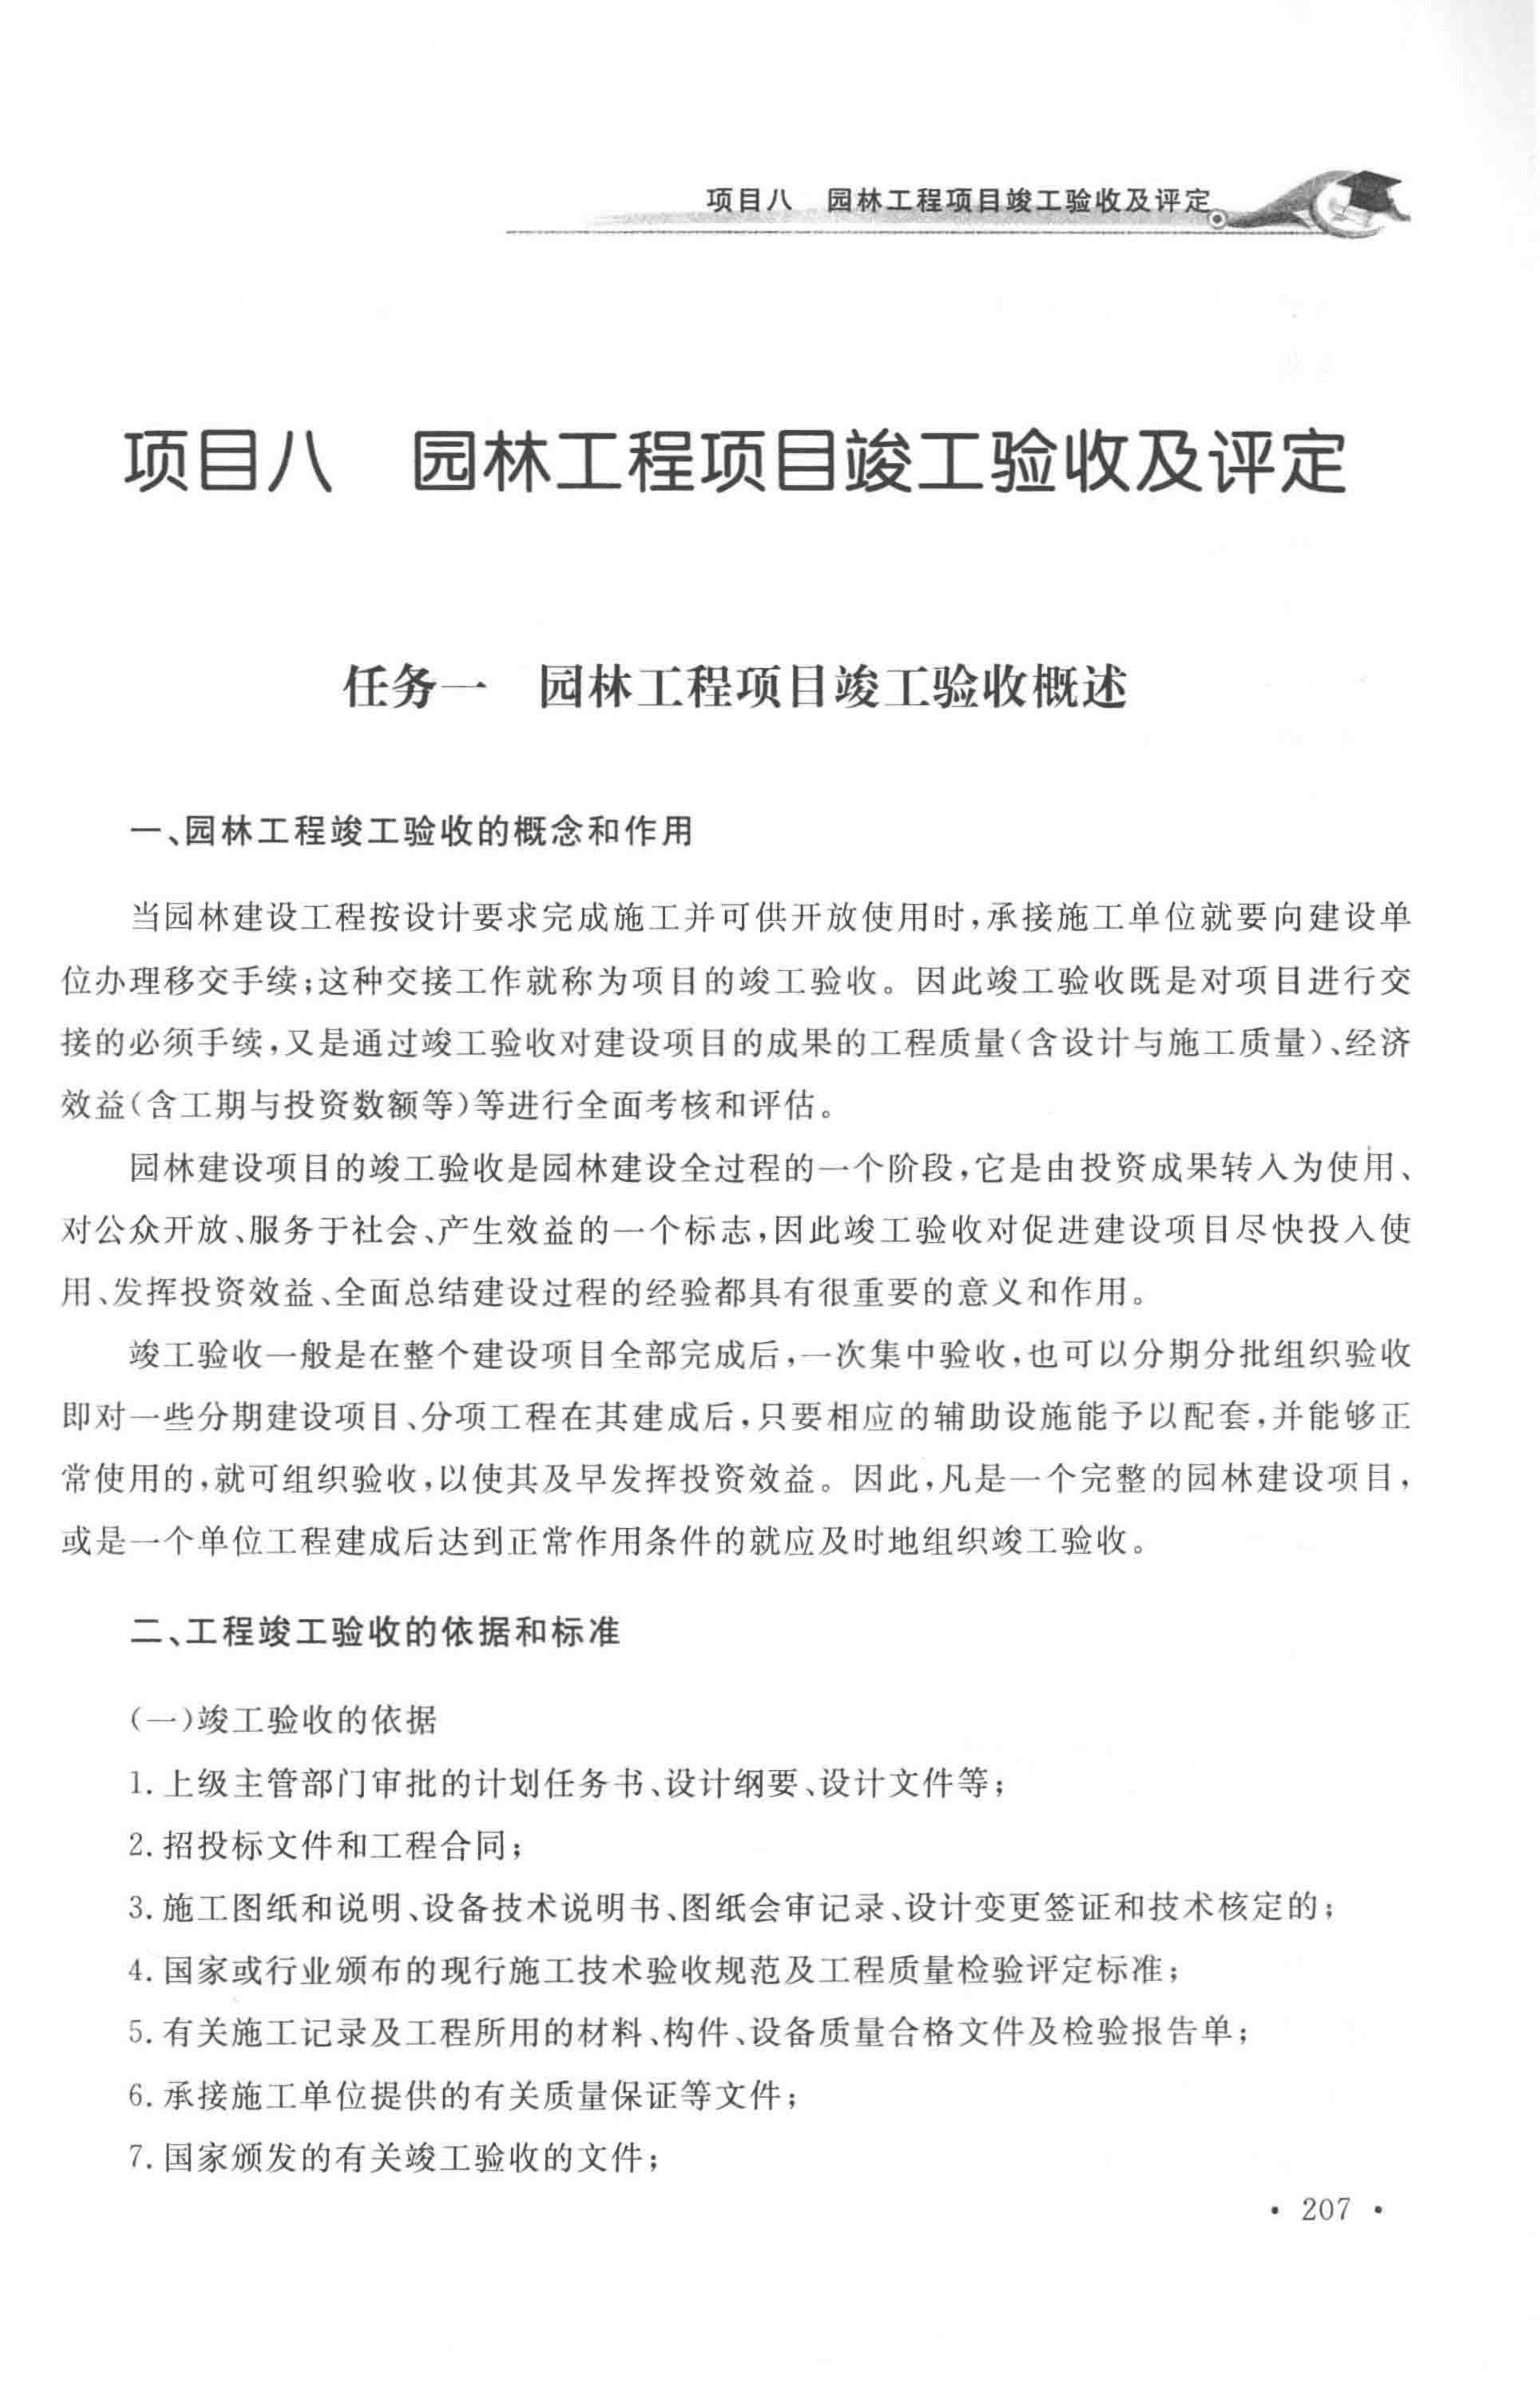 项目八　园林工程项目竣工验收及评定
项目八　园林工程项目竣工验收及评定
任务一　园林工程项目竣工验收概述
一、园林工程竣工验收的概念和作用
当园林建设工程按设计要求完成施工并可供开放使用时,承接施工单位就要向建设单
位办理移交手续;这种交接工作就称为项目的竣工验收。因此竣工验收既是对项目进行交
接的必须手续,又是通过竣工验收对建设项目的成果的工程质量(含设计与施工质量)、经济
效益(含工期与投资数额等)等进行全面考核和评估。
园林建设项目的竣工验收是园林建设全过程的一个阶段,它是由投资成果转入为使用、
对公众开放、服务于社会、产生效益的一个标志,因此竣工验收对促进建设项目尽快投入使
用、发挥投资效益、全面总结建设过程的经验都具有很重要的意义和作用。
竣工验收一般是在整个建设项目全部完成后,一次集中验收,也可以分期分批组织验收
即对一些分期建设项目、分项工程在其建成后,只要相应的辅助设施能予以配套,并能够正
常使用的,就可组织验收,以使其及早发挥投资效益。因此,凡是一个完整的园林建设项目,
或是一个单位工程建成后达到正常作用条件的就应及时地组织竣工验收。
二、工程竣工验收的依据和标准
(一)竣工验收的依据
1. 上级主管部门审批的计划任务书、设计纲要、设计文件等;
2. 招投标文件和工程合同;
3. 施工图纸和说明、设备技术说明书、图纸会审记录、设计变更签证和技术核定的;
4. 国家或行业颁布的现行施工技术验收规范及工程质量检验评定标准;
5. 有关施工记录及工程所用的材料、构件、设备质量合格文件及检验报告单;
6. 承接施工单位提供的有关质量保证等文件;
7. 国家颁发的有关竣工验收的文件;
• 207 •